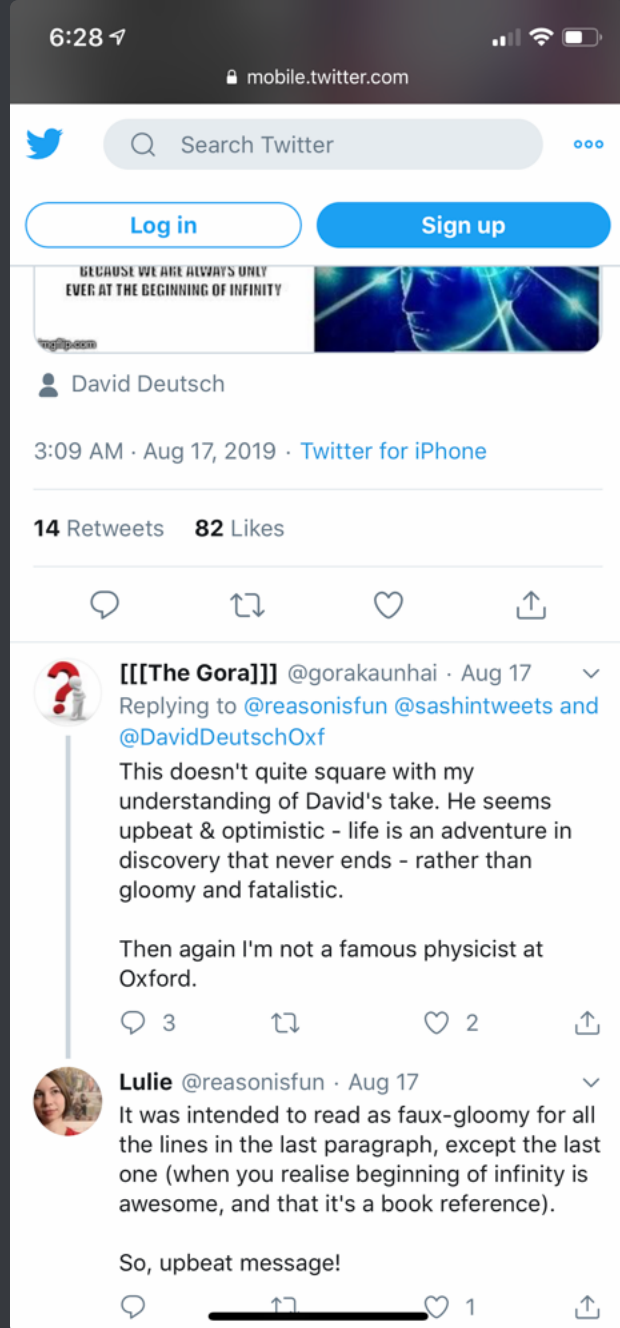 6:28
mobile.twitter.com
Search Twitter
Log in
Sign up
BECAUSE WE ARE ALWAYS ONLY
EVER AT THE BEGINNING OF INFINITY
imgflip.com
David Deutsch
3:09 AM · Aug 17, 2019 · Twitter for iPhone
14 Retweets 82 Likes
[[[The Gora]]] @gorakaunhai · Aug 17
Replying to @reasonisfun @sashintweets and
@DavidDeutschOxf
This doesn't quite square with my
understanding of David's take. He seems
upbeat & optimistic - life is an adventure in
discovery that never ends - rather than
gloomy and fatalistic.
Then again I'm not a famous physicist at
Oxford.
3 2
Lulie @reasonisfun · Aug 17
It was intended to read as faux-gloomy for all
the lines in the last paragraph, except the last
one (when you realise beginning of infinity is
awesome, and that it's a book reference).
So, upbeat message!
1